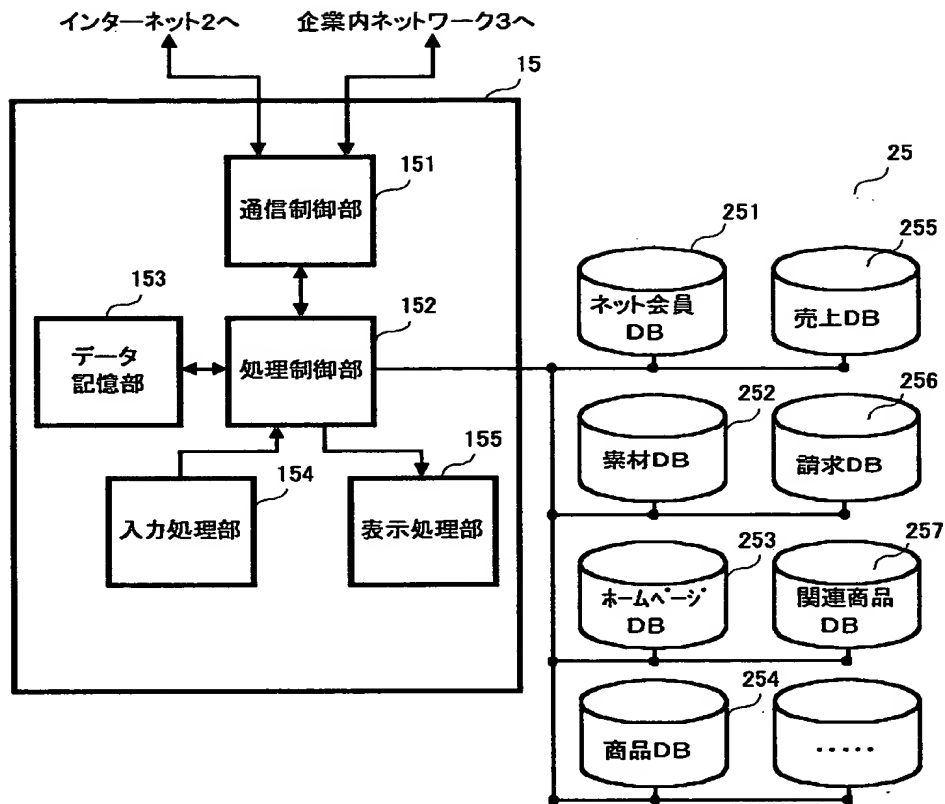 インターネット2へ
企業内ネットワーク3へ
15
151
通信制御部
153
データ
記憶部
152
処理制御部
154
入力処理部
155
表示処理部
25
251
ネット会員
DB
255
売上DB
252
素材DB
256
請求DB
253
ホームページ
DB
257
関連商品
DB
254
商品DB
・・・・・